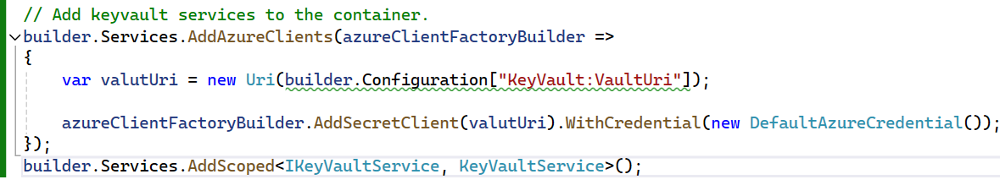 // Add keyvault services to the container.
builder.Services.AddAzureClients(azureClientFactoryBuilder =>
{
    var valutUri = new Uri(builder.Configuration["KeyVault:VaultUri"]);

    azureClientFactoryBuilder.AddSecretClient(valutUri).WithCredential(new DefaultAzureCredential());
});
builder.Services.AddScoped<IKeyVaultService, KeyVaultService>();